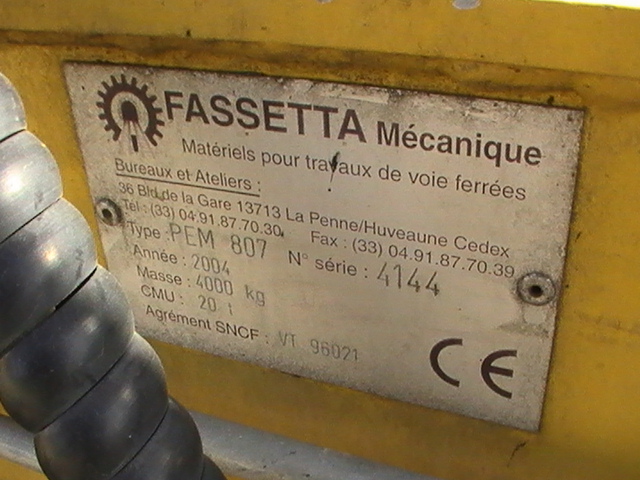 FASSETTA Mécanique
Matériels pour travaux de voie ferrées
Bureaux et Ateliers :
36 Bld de la Gare 13713 La Penne/Huveaune Cedex
Tél : (33) 04.91.87.70.30 Fax : (33) 04.91.87.70.39
Type : PEM 807 N° série : 4144
Année : 2004
Masse : 4000 kg
CMU : 20 t
Agrément SNCF : VT 96021
CE